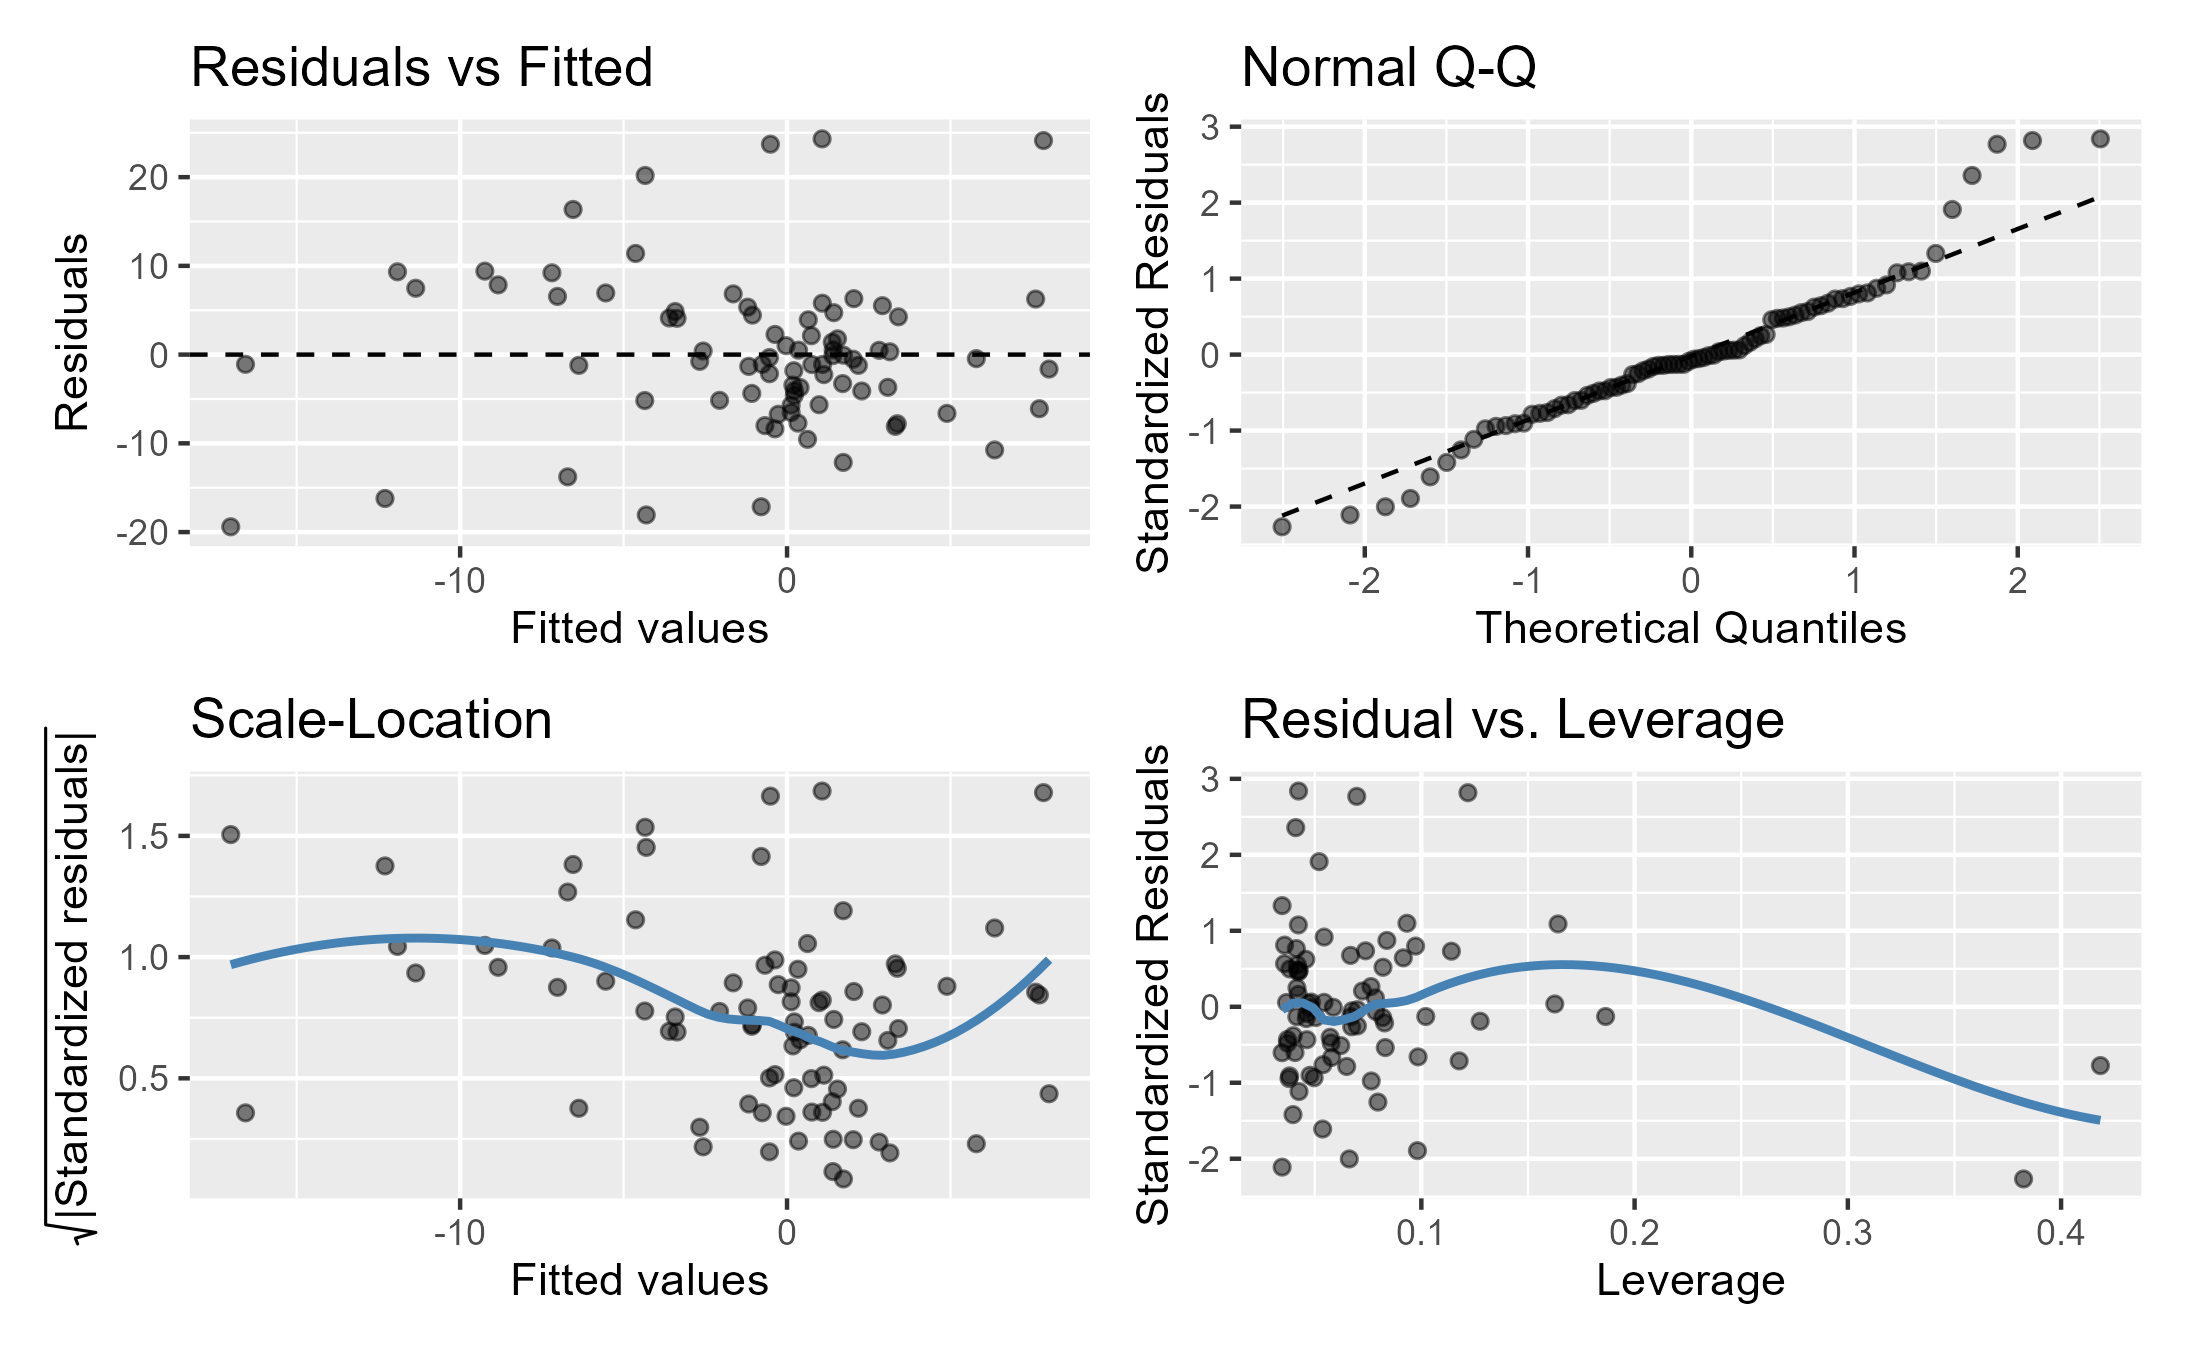 Residuals vs Fitted
Residuals
20
10
0
-10
-20
-10
0
Fitted values
Normal Q-Q
Standardized Residuals
3
2
1
0
-1
-2
-2
-1
0
1
2
Theoretical Quantiles
Scale-Location
√|Standardized residuals|
1.5
1.0
0.5
-10
0
Fitted values
Residual vs. Leverage
Standardized Residuals
3
2
1
0
-1
-2
0.1
0.2
0.3
0.4
Leverage